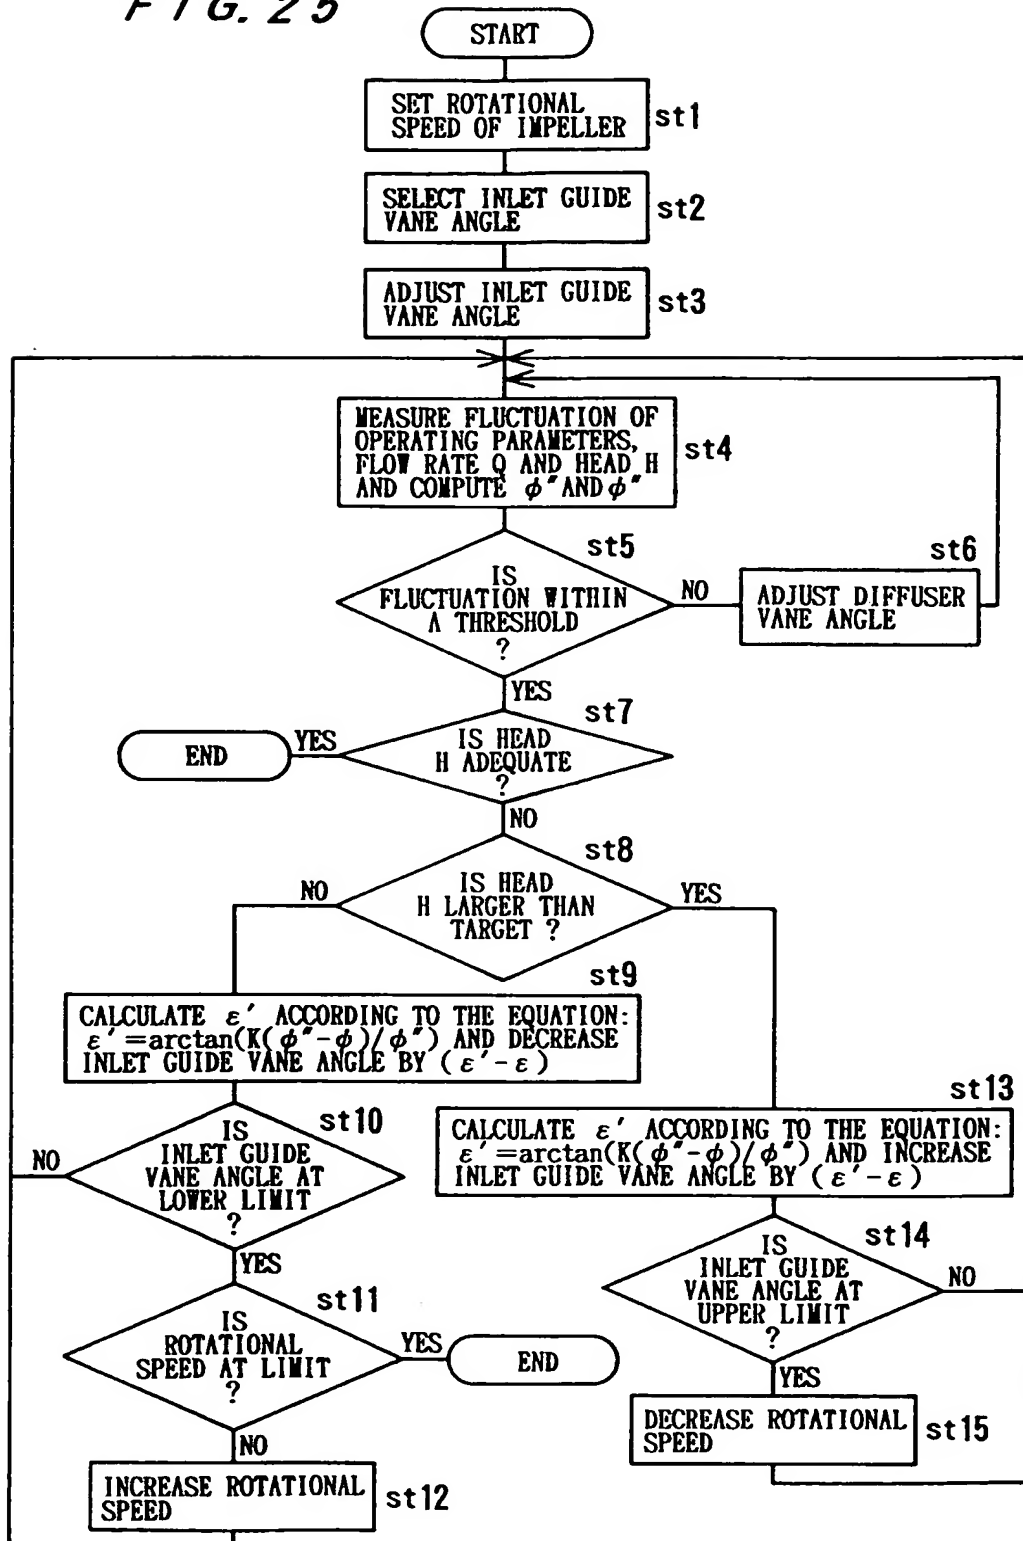 FIG. 25
START
SET ROTATIONAL
SPEED OF IMPELLER
st1
SELECT INLET GUIDE
VANE ANGLE
st2
ADJUST INLET GUIDE
VANE ANGLE
st3
MEASURE FLUCTUATION OF
OPERATING PARAMETERS,
FLOW RATE Q AND HEAD H
AND COMPUTE ϕ″ AND ϕ″
st4
st5
IS
FLUCTUATION WITHIN
A THRESHOLD
?
NO
st6
ADJUST DIFFUSER
VANE ANGLE
YES
st7
IS HEAD
H ADEQUATE
?
YES
END
NO
st8
IS HEAD
H LARGER THAN
TARGET ?
NO
YES
st9
CALCULATE ε′ ACCORDING TO THE EQUATION:
ε′=arctan(K(ϕ″-ϕ)/ϕ″) AND DECREASE
INLET GUIDE VANE ANGLE BY (ε′-ε)
st10
IS
INLET GUIDE
VANE ANGLE AT
LOWER LIMIT
?
NO
YES
st11
IS
ROTATIONAL
SPEED AT LIMIT
?
YES
END
NO
INCREASE ROTATIONAL
SPEED
st12
st13
CALCULATE ε′ ACCORDING TO THE EQUATION:
ε′=arctan(K(ϕ″-ϕ)/ϕ″) AND INCREASE
INLET GUIDE VANE ANGLE BY (ε′-ε)
st14
IS
INLET GUIDE
VANE ANGLE AT
UPPER LIMIT
?
NO
YES
DECREASE ROTATIONAL
SPEED
st15